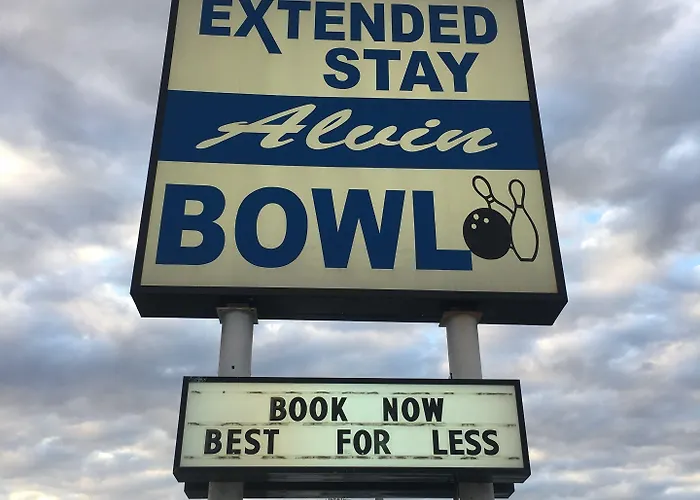 EXTENDED
STAY
Alvin
BOWL
BOOK NOW
BEST FOR LESS